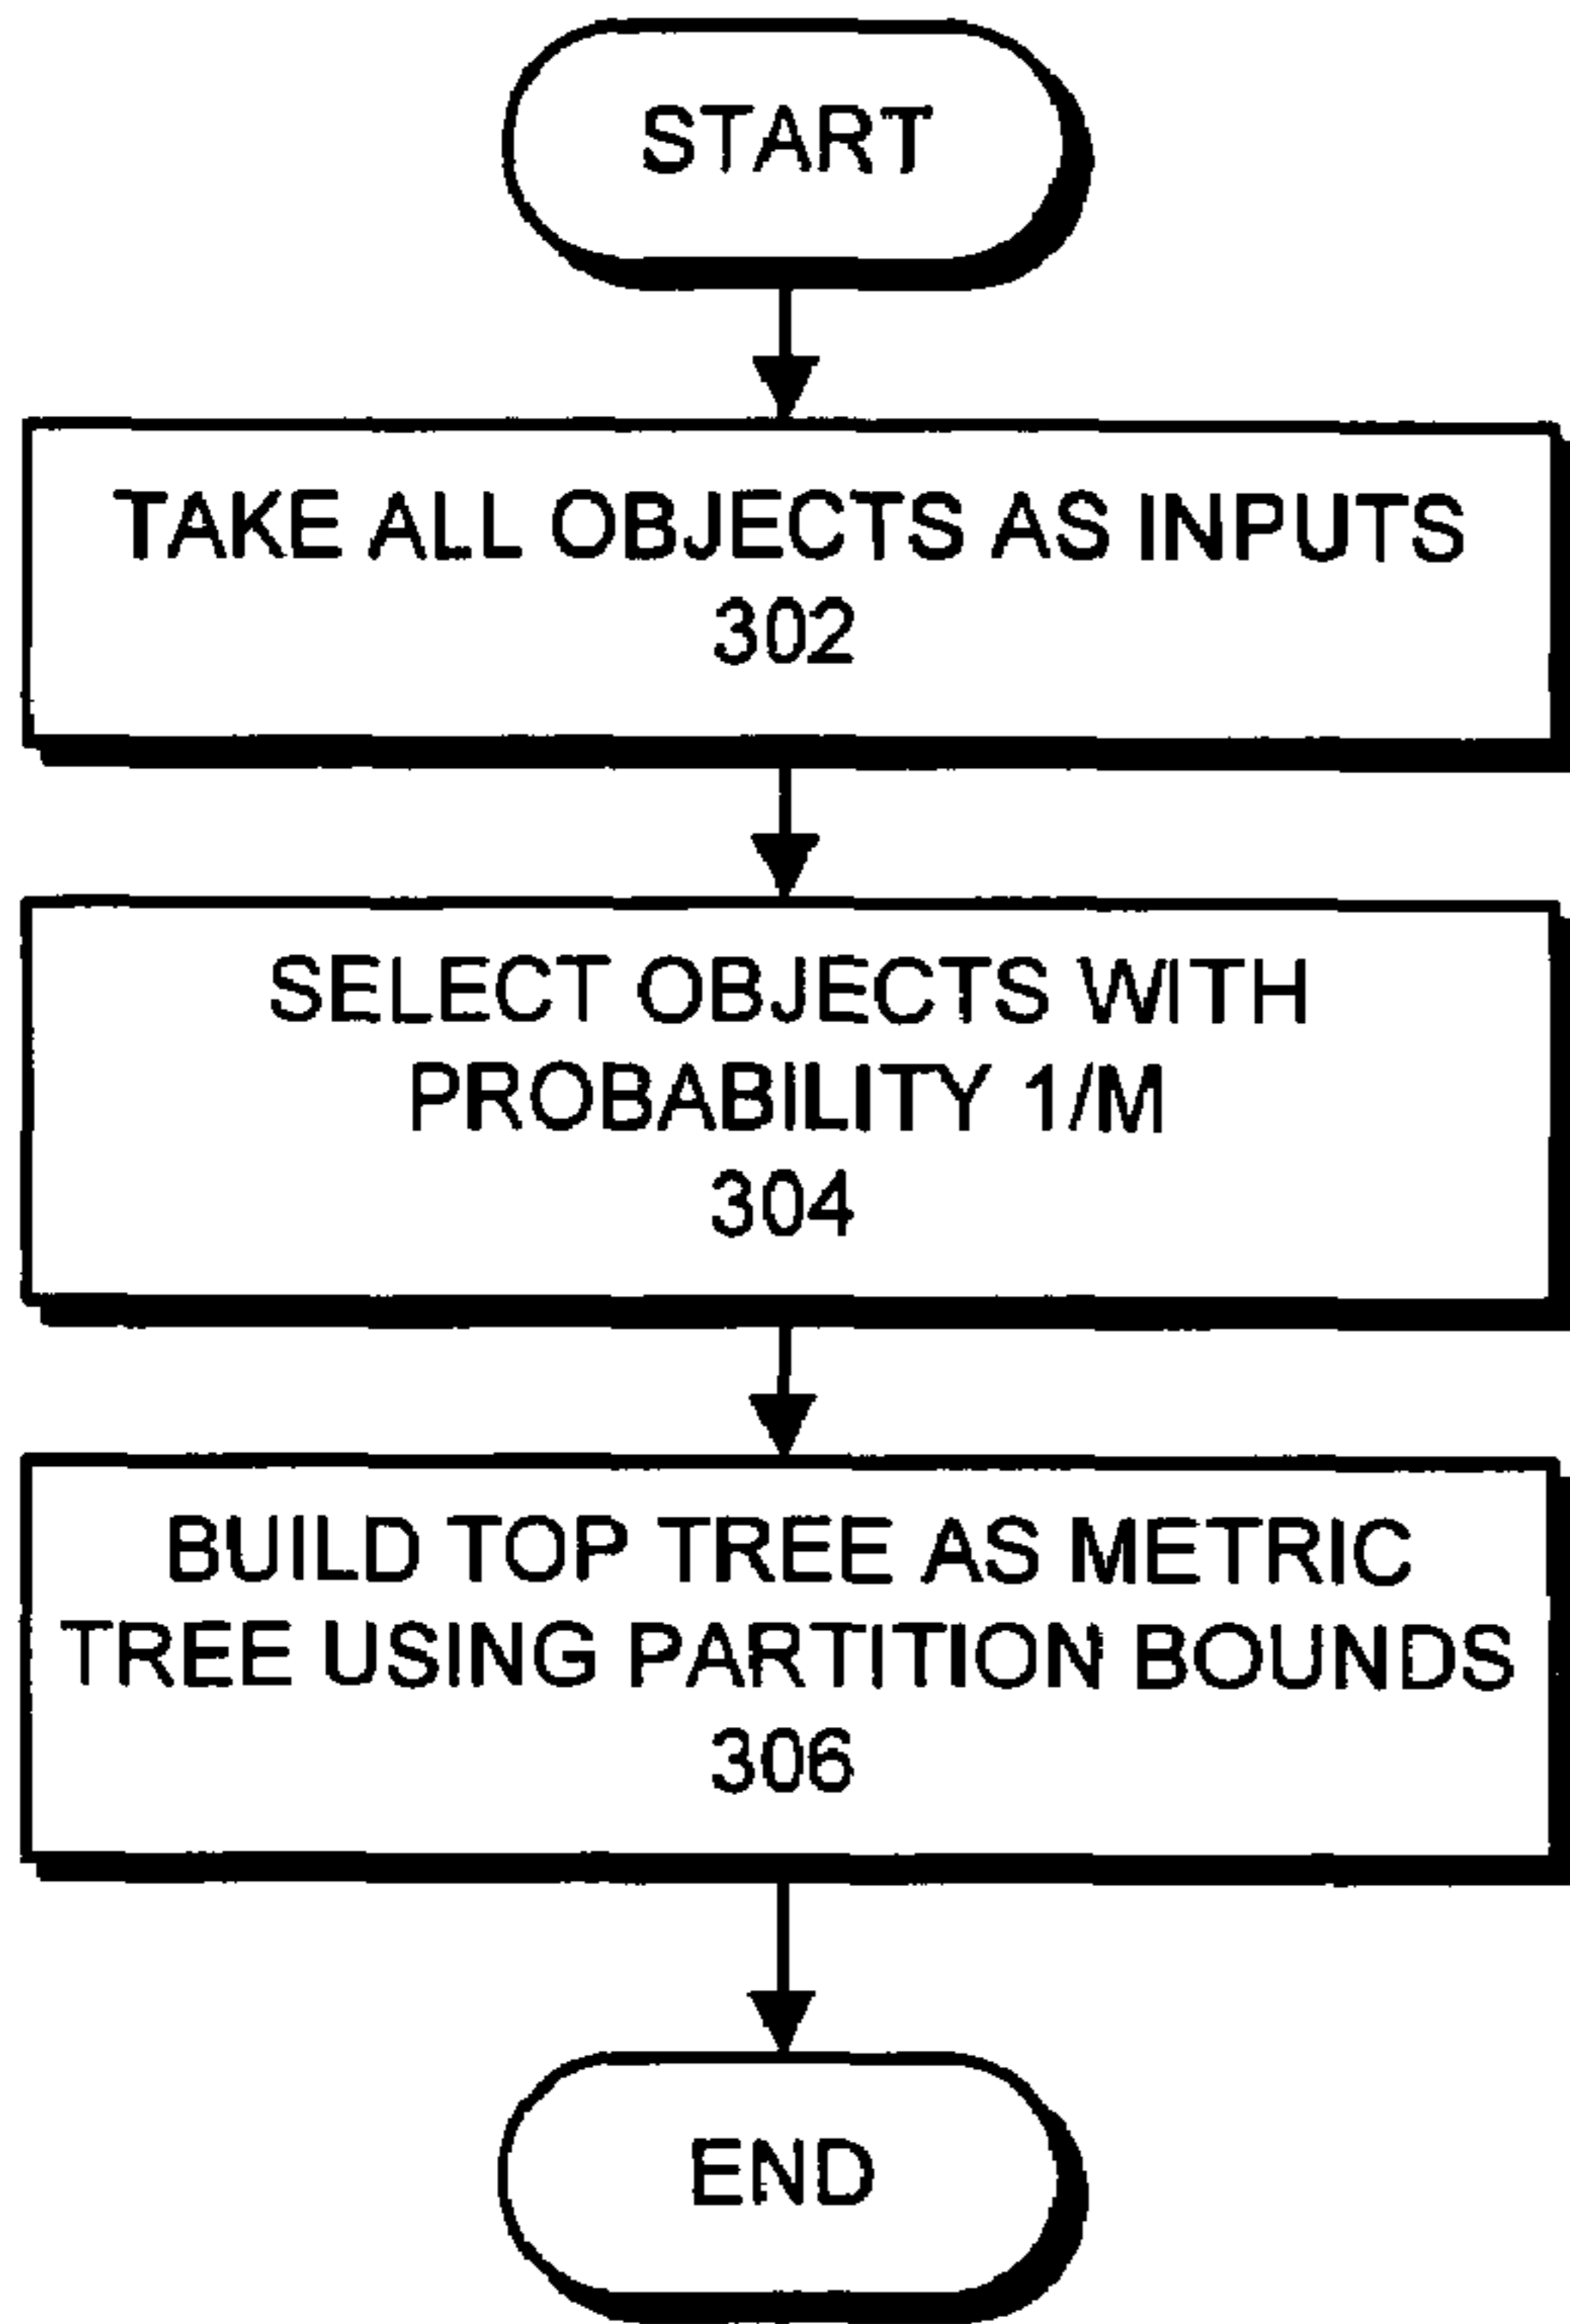 START
TAKE ALL OBJECTS AS INPUTS
302
SELECT OBJECTS WITH
PROBABILITY 1/M
304
BUILD TOP TREE AS METRIC
TREE USING PARTITION BOUNDS
306
END